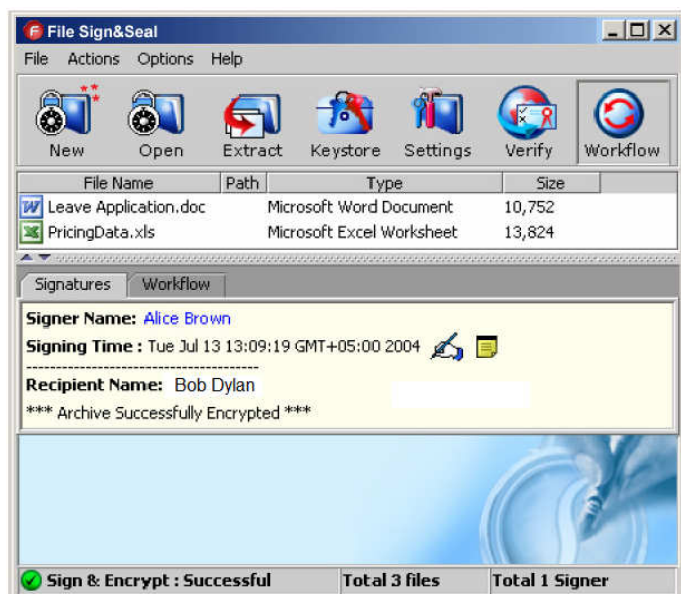 File Sign&Seal
File Actions Options Help
New Open Extract Keystore Settings Verify Workflow
File Name Path Type Size
Leave Application.doc Microsoft Word Document 10,752
PricingData.xls Microsoft Excel Worksheet 13,824
Signatures Workflow
Signer Name: Alice Brown
Signing Time : Tue Jul 13 13:09:19 GMT+05:00 2004
---------------------------------------
Recipient Name: Bob Dylan
*** Archive Successfully Encrypted ***
Sign & Encrypt : Successful Total 3 files Total 1 Signer